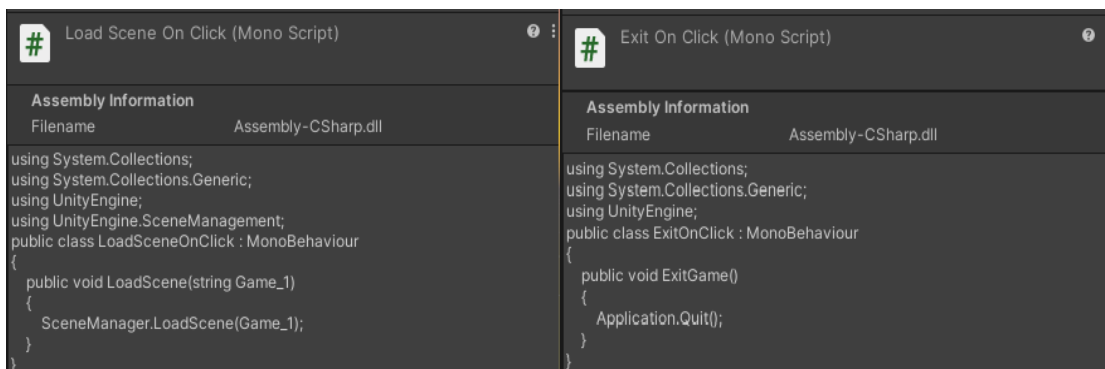 Load Scene On Click (Mono Script)
Assembly Information
Filename Assembly-CSharp.dll
using System.Collections;
using System.Collections.Generic;
using UnityEngine;
using UnityEngine.SceneManagement;
public class LoadSceneOnClick : MonoBehaviour
{
public void LoadScene(string Game_1)
{
SceneManager.LoadScene(Game_1);
}
}
Exit On Click (Mono Script)
Assembly Information
Filename Assembly-CSharp.dll
using System.Collections;
using System.Collections.Generic;
using UnityEngine;
public class ExitOnClick : MonoBehaviour
{
public void ExitGame()
{
Application.Quit();
}
}